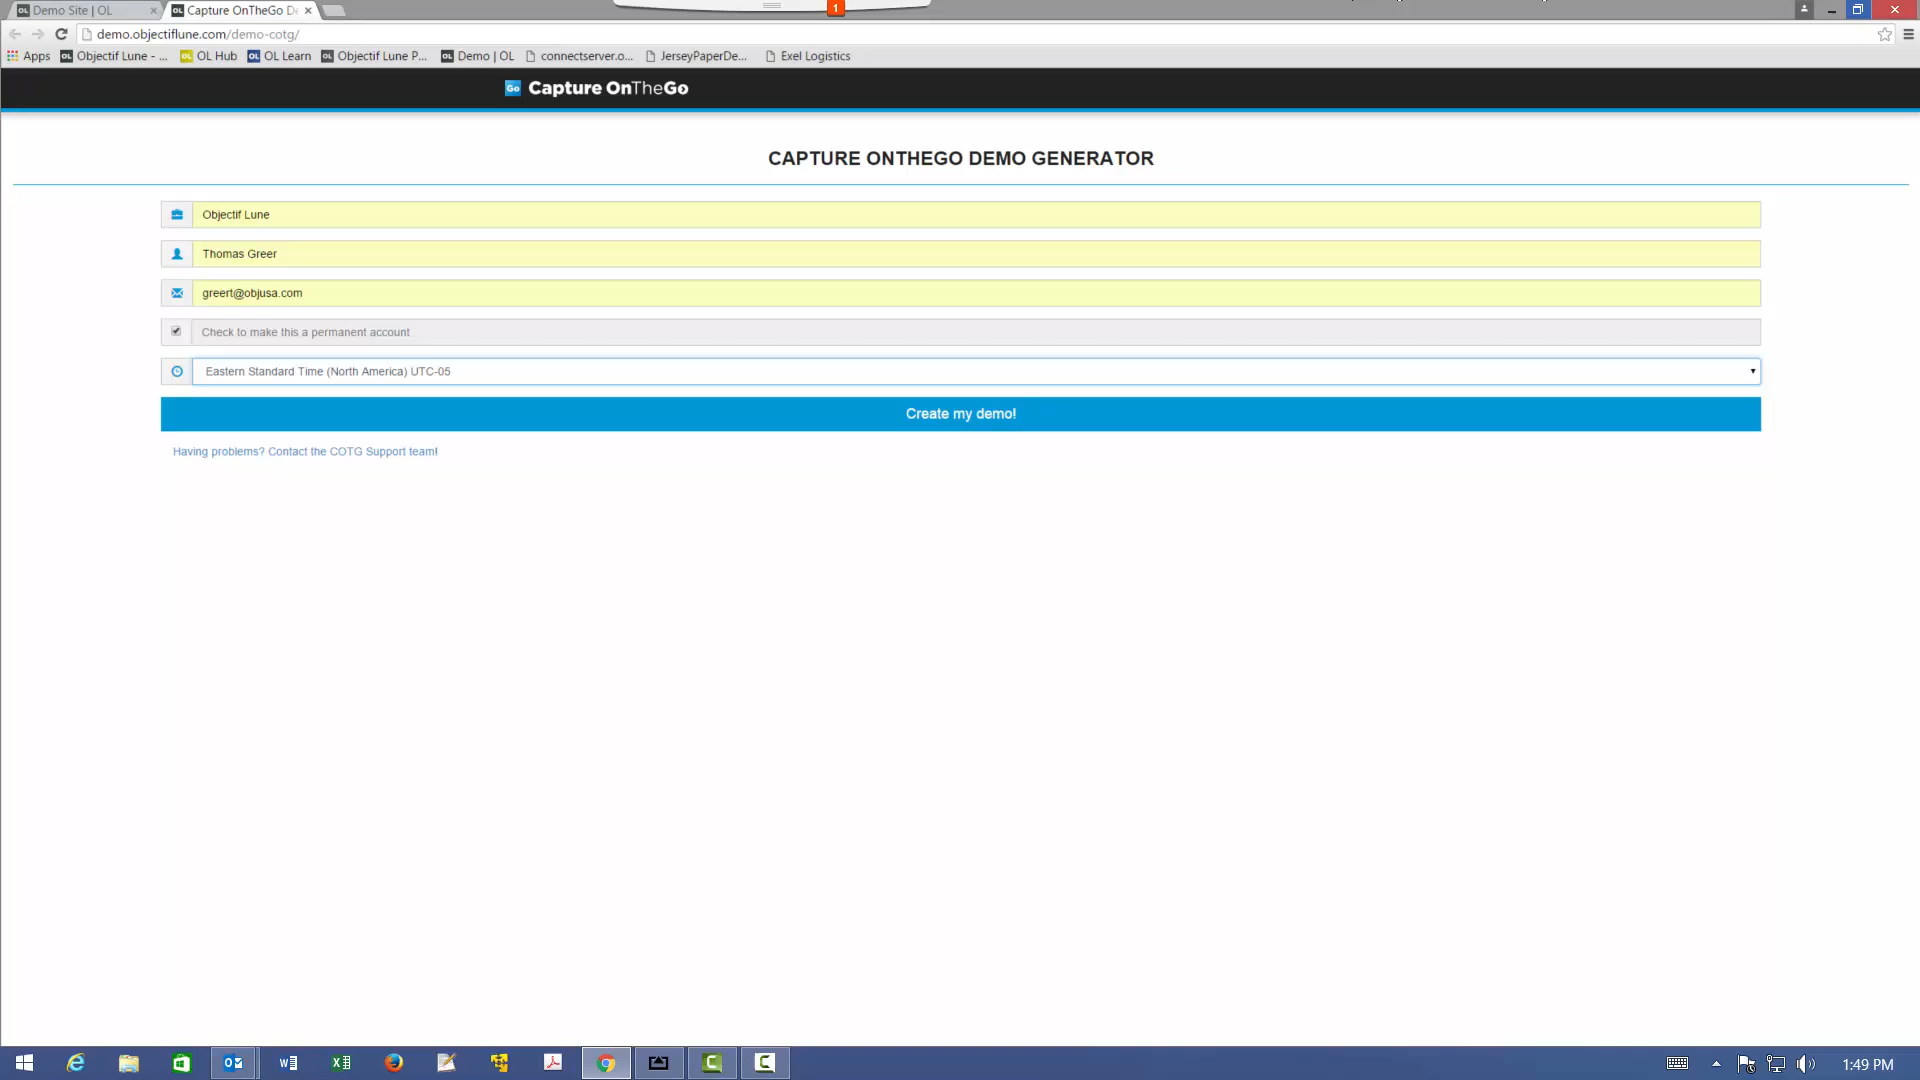 Demo Site | OL
Capture OnTheGo D
1
demo.objectiflune.com/demo-cotg/
Apps
Objectif Lune - ...
OL Hub
OL Learn
Objectif Lune P...
Demo | OL
connectserver.o...
JerseyPaperDe...
Exel Logistics
Go Capture OnTheGo
CAPTURE ONTHEGO DEMO GENERATOR
Objectif Lune
Thomas Greer
greert@objusa.com
Check to make this a permanent account
Eastern Standard Time (North America) UTC-05
Create my demo!
Having problems? Contact the COTG Support team!
1:49 PM